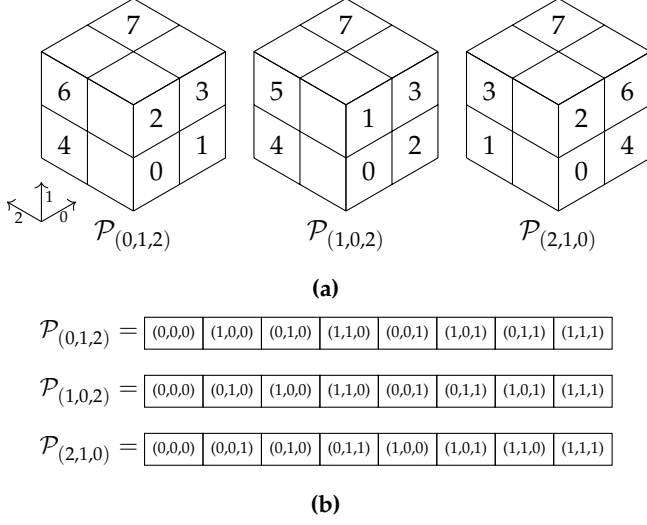 7 7 7
6 2 3 5 1 3 3 2 6
4 0 1 4 0 2 1 0 4
2 1 0
P(0,1,2) P(1,0,2) P(2,1,0)
(a)
P(0,1,2) = (0,0,0) (1,0,0) (0,1,0) (1,1,0) (0,0,1) (1,0,1) (0,1,1) (1,1,1)
P(1,0,2) = (0,0,0) (0,1,0) (1,0,0) (1,1,0) (0,0,1) (0,1,1) (1,0,1) (1,1,1)
P(2,1,0) = (0,0,0) (0,0,1) (0,1,0) (0,1,1) (1,0,0) (1,0,1) (1,1,0) (1,1,1)
(b)